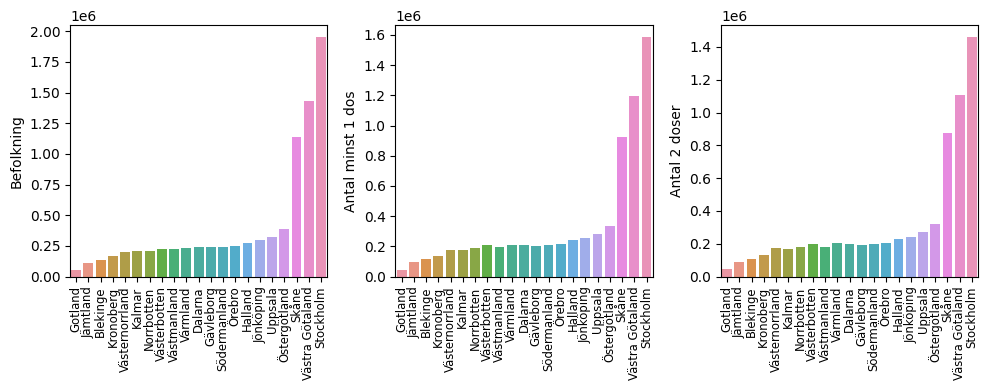 1e6
2.00
1.75
1.50
1.25
1.00
0.75
0.50
0.25
0.00
Befolkning
Gotland
Jämtland
Blekinge
Kronoberg
Västernorrland
Kalmar
Norrbotten
Västerbotten
Västmanland
Värmland
Dalarna
Gävleborg
Södermanland
Örebro
Halland
Jönköping
Uppsala
Östergötland
Skåne
Västra Götaland
Stockholm
1e6
1.6
1.4
1.2
1.0
0.8
0.6
0.4
0.2
0.0
Antal minst 1 dos
Gotland
Jämtland
Blekinge
Kronoberg
Västernorrland
Kalmar
Norrbotten
Västerbotten
Västmanland
Värmland
Dalarna
Gävleborg
Södermanland
Örebro
Halland
Jönköping
Uppsala
Östergötland
Skåne
Västra Götaland
Stockholm
1e6
1.4
1.2
1.0
0.8
0.6
0.4
0.2
0.0
Antal 2 doser
Gotland
Jämtland
Blekinge
Kronoberg
Västernorrland
Kalmar
Norrbotten
Västerbotten
Västmanland
Värmland
Dalarna
Gävleborg
Södermanland
Örebro
Halland
Jönköping
Uppsala
Östergötland
Skåne
Västra Götaland
Stockholm